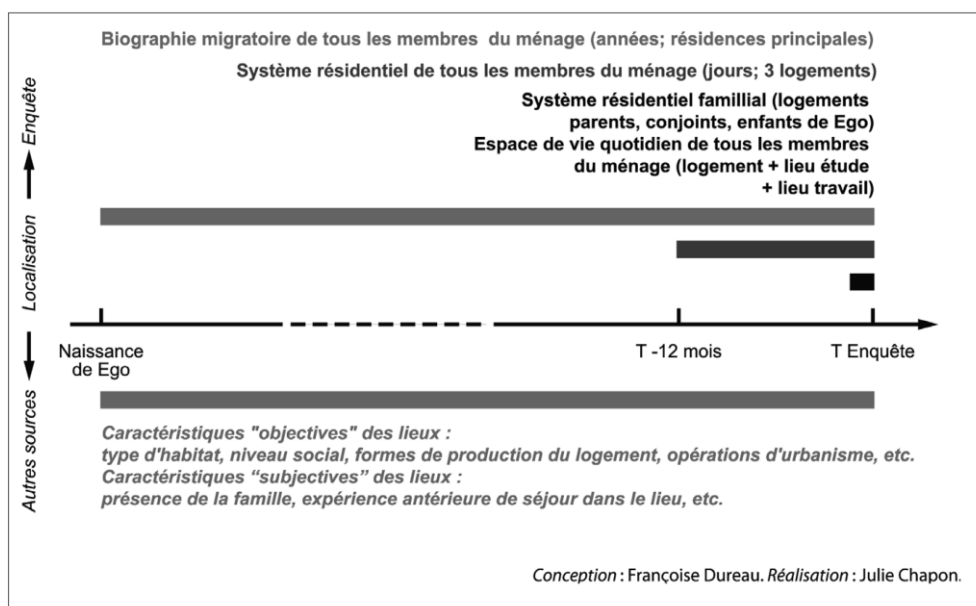 Biographie migratoire de tous les membres du ménage (années; résidences principales)
Système résidentiel de tous les membres du ménage (jours; 3 logements)
Système résidentiel famillial (logements
parents, conjoints, enfants de Ego)
Espace de vie quotidien de tous les membres
du ménage (logement + lieu étude
+ lieu travail)
Enquête
Localisation
Autres sources
Naissance
de Ego
T -12 mois
T Enquête
Caractéristiques "objectives" des lieux :
type d'habitat, niveau social, formes de production du logement, opérations d'urbanisme, etc.
Caractéristiques “subjectives” des lieux :
présence de la famille, expérience antérieure de séjour dans le lieu, etc.
Conception : Françoise Dureau. Réalisation : Julie Chapon.